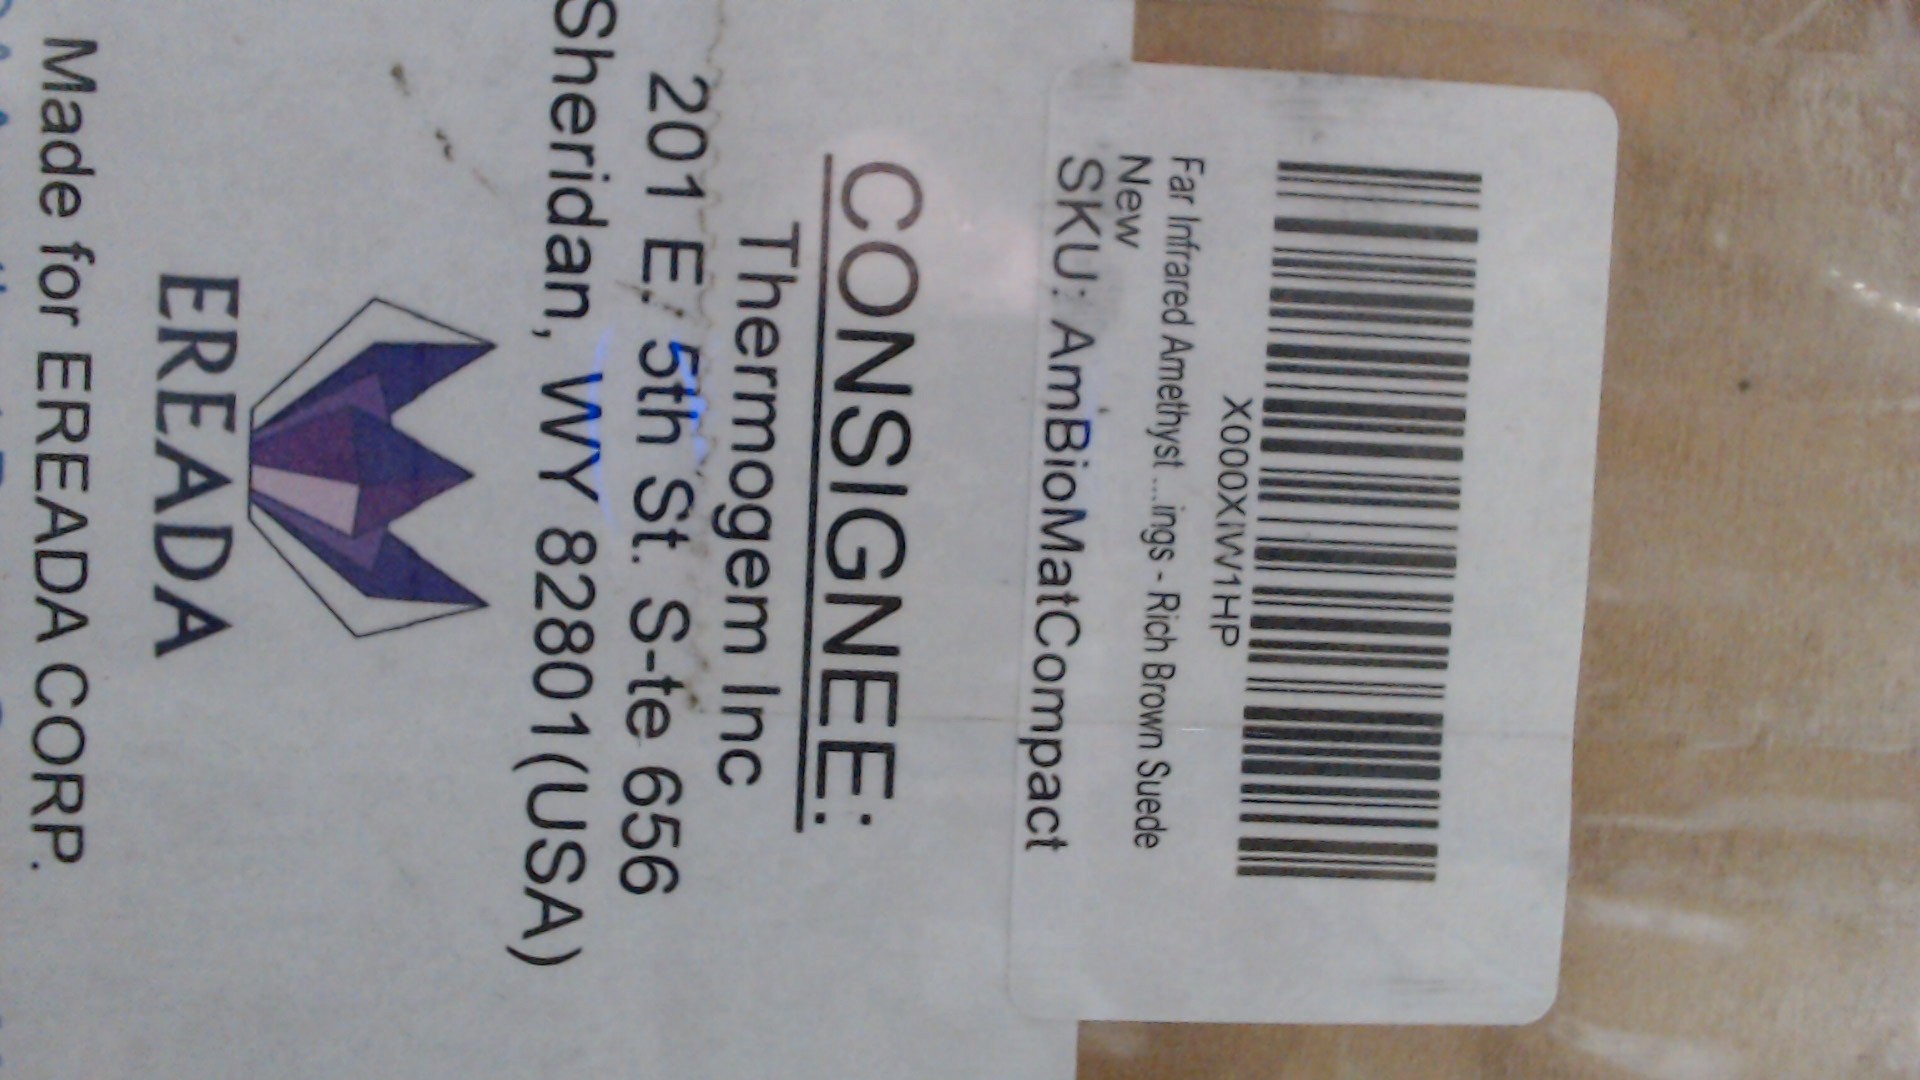 X000XIW1HP
Far Infrared Amethyst ...ings - Rich Brown Suede
New
SKU: AmBioMatCompact
CONSIGNEE:
Thermogem Inc
201 E. 5th St. S-te 656
Sheridan, WY 82801(USA)
EREADA
Made for EREADA CORP.